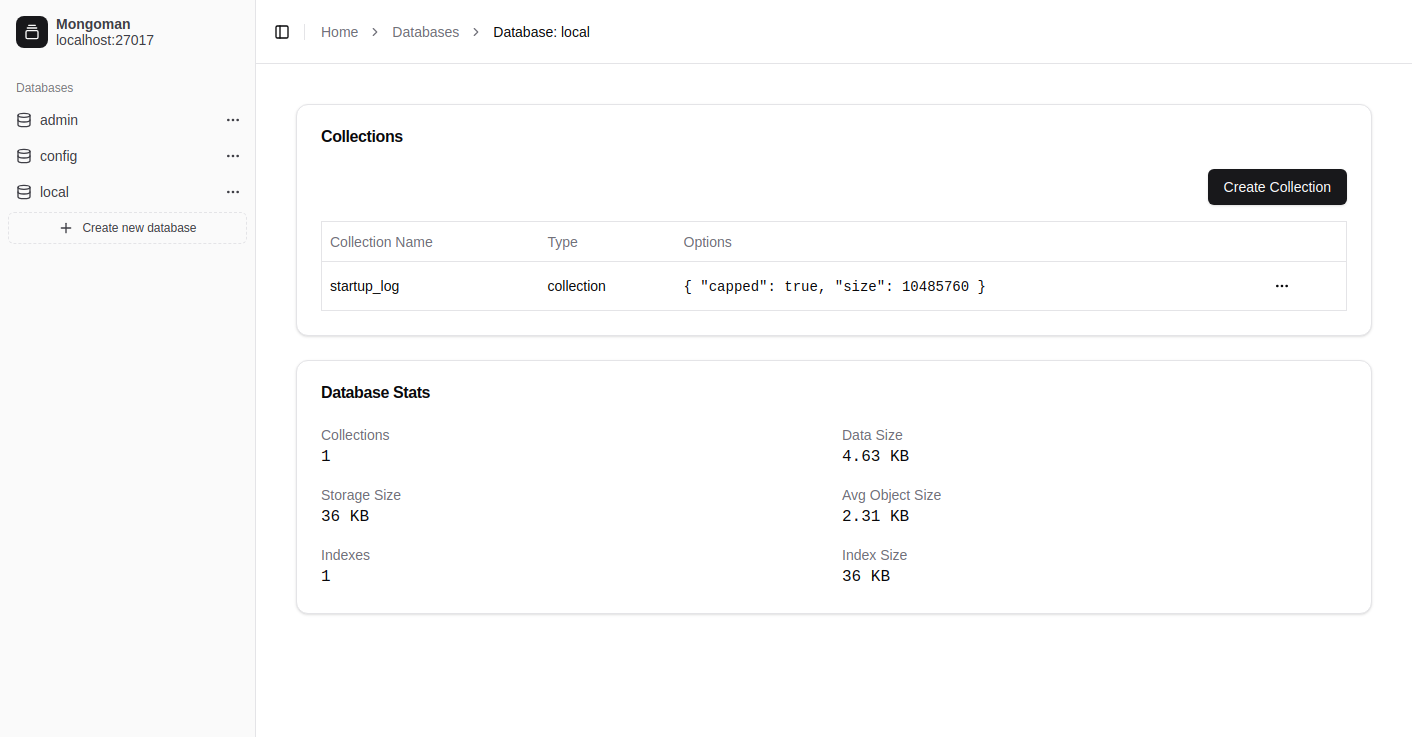 Mongoman
localhost:27017
Databases
admin
config
local
Create new database
Home
Databases
Database: local
Collections
Create Collection
Collection Name Type Options
startup_log collection { "capped": true, "size": 10485760 }
Database Stats
Collections
1
Data Size
4.63 KB
Storage Size
36 KB
Avg Object Size
2.31 KB
Indexes
1
Index Size
36 KB